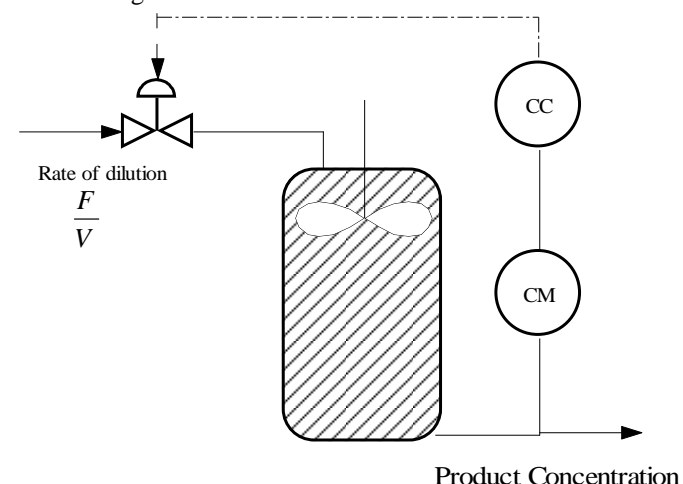 CC
Rate of dilution
F
V
CM
Product Concentration